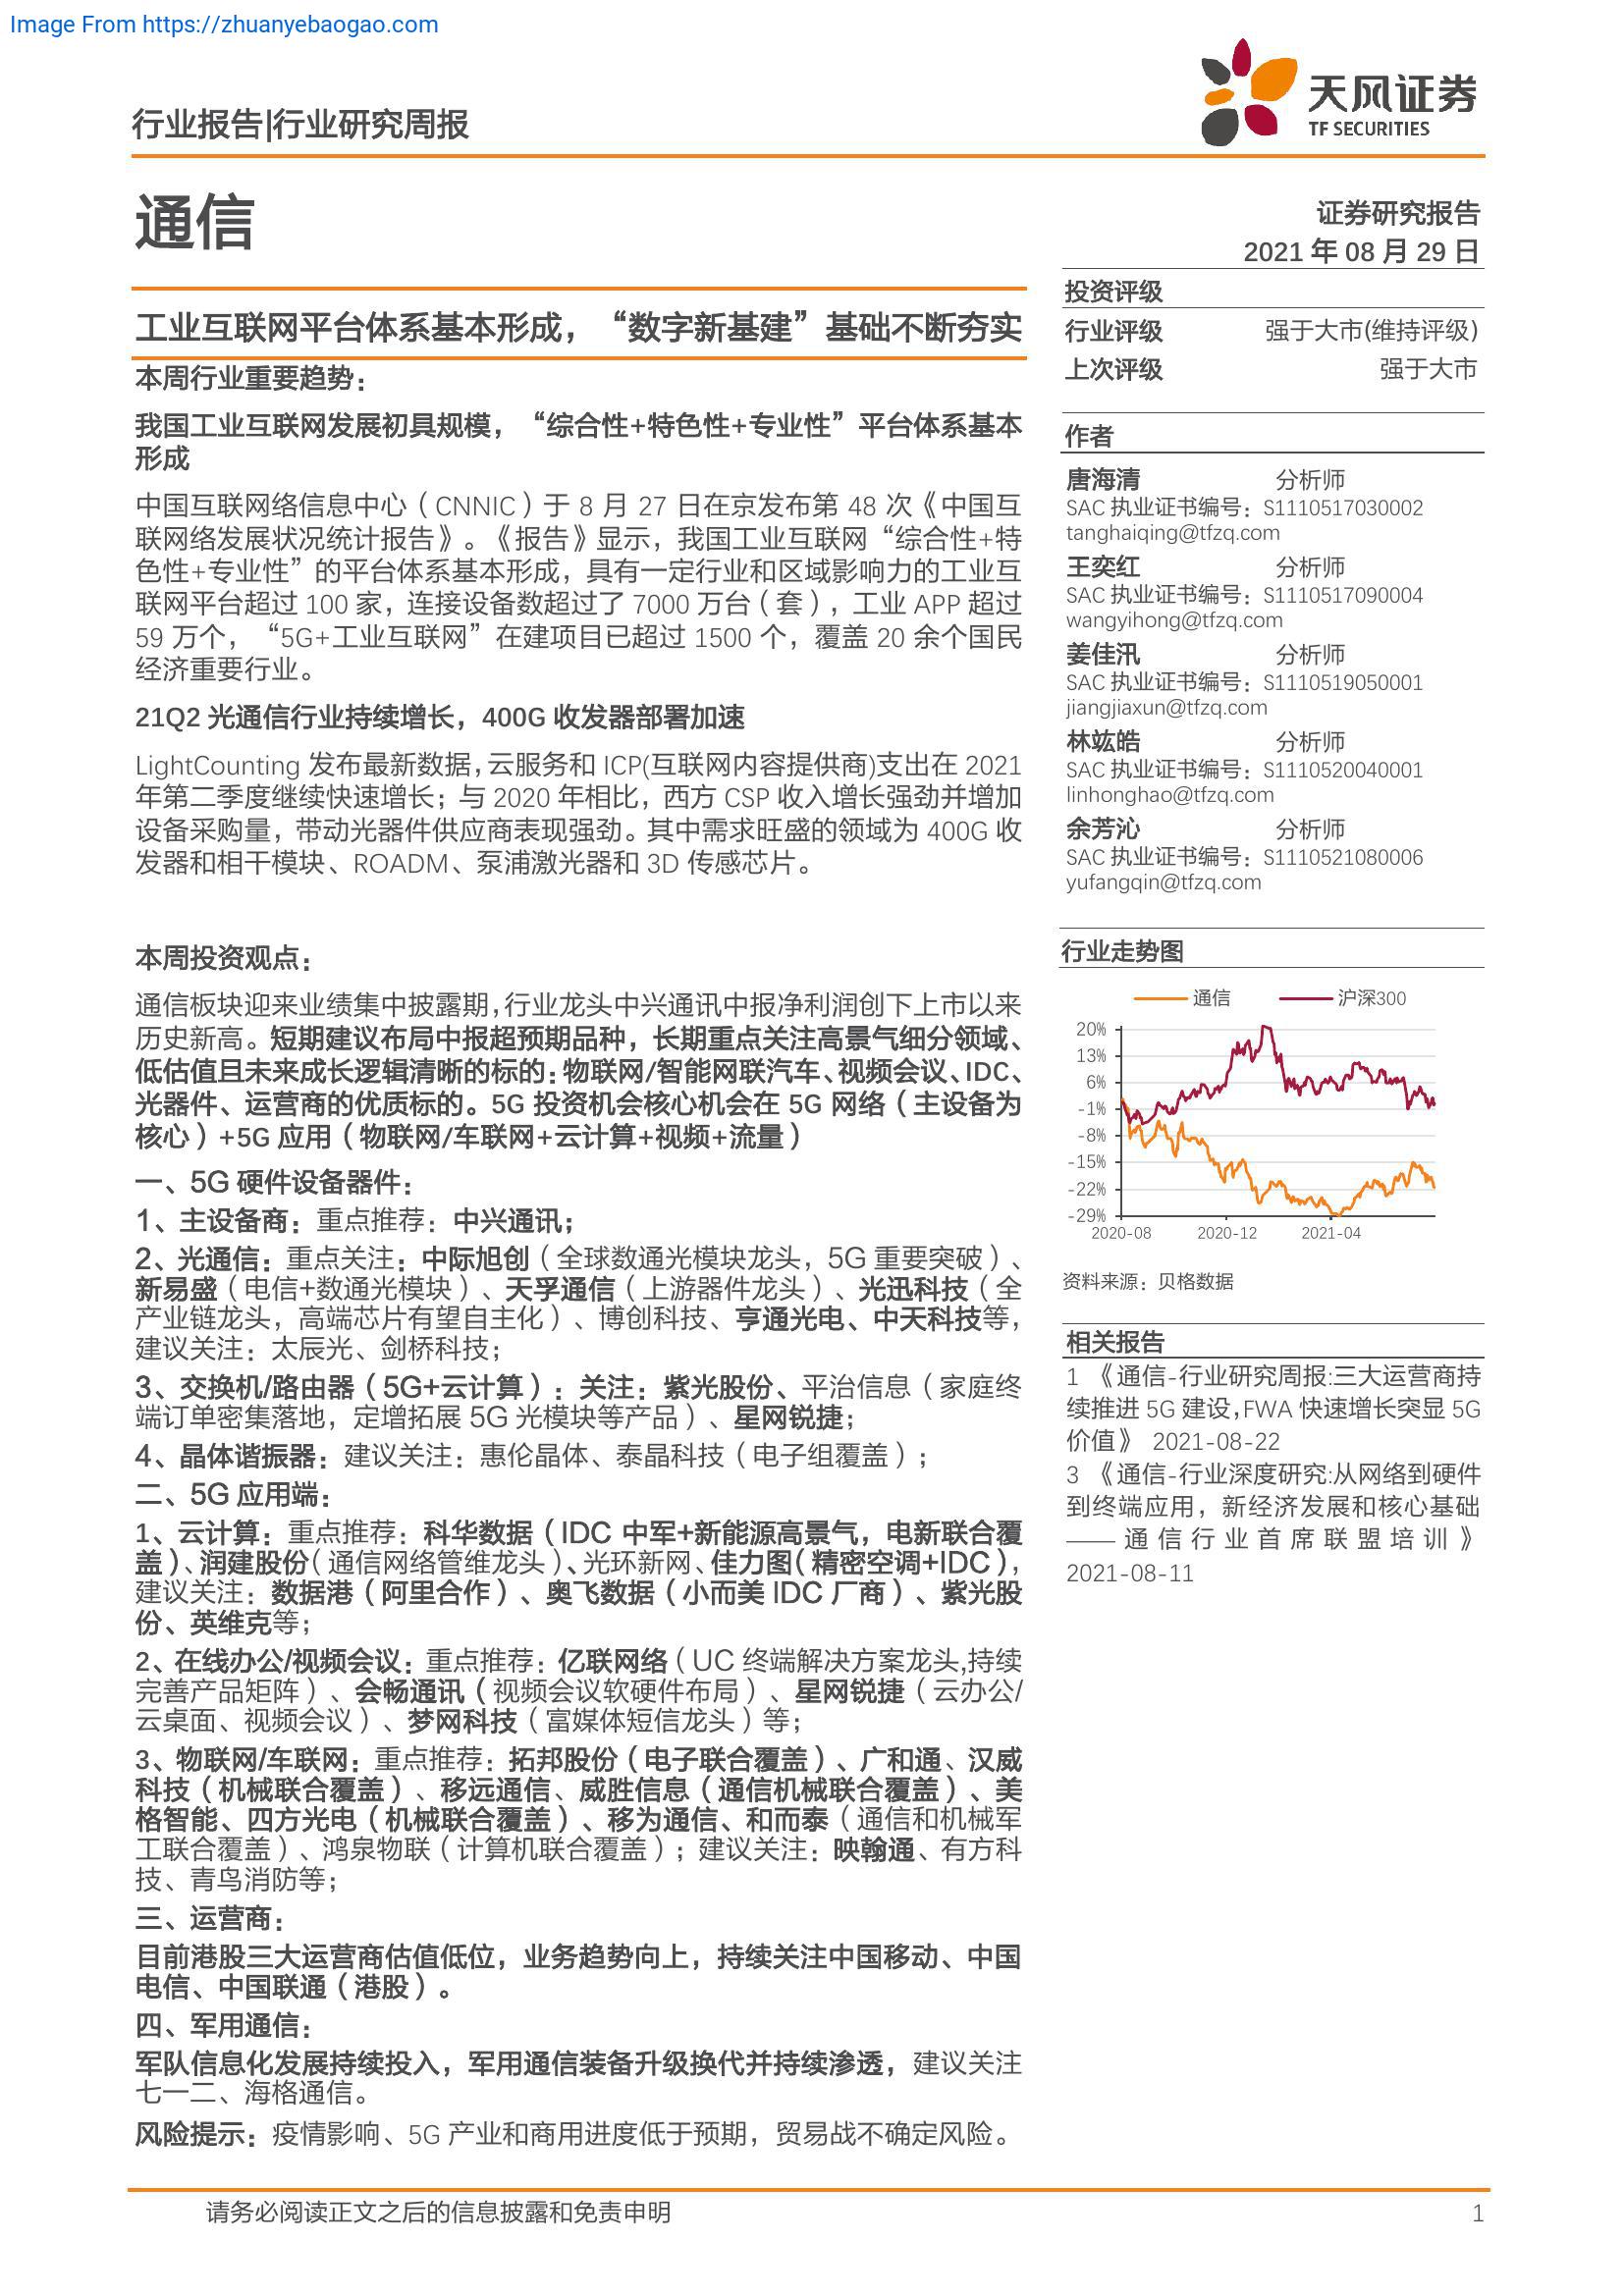 Image From https://zhuanyebaogao.com
行业报告|行业研究周报
天风证券
TF SECURITIES
通信
证券研究报告
2021 年 08 月 29 日
工业互联网平台体系基本形成，“数字新基建”基础不断夯实
本周行业重要趋势：
我国工业互联网发展初具规模，“综合性+特色性+专业性”平台体系基本
形成
中国互联网络信息中心（CNNIC）于 8 月 27 日在京发布第 48 次《中国互
联网络发展状况统计报告》。《报告》显示，我国工业互联网“综合性+特
色性+专业性”的平台体系基本形成，具有一定行业和区域影响力的工业互
联网平台超过 100 家，连接设备数超过了 7000 万台（套），工业 APP 超过
59 万个，“5G+工业互联网”在建项目已超过 1500 个，覆盖 20 余个国民
经济重要行业。
21Q2 光通信行业持续增长，400G 收发器部署加速
LightCounting 发布最新数据，云服务和 ICP(互联网内容提供商)支出在 2021
年第二季度继续快速增长；与 2020 年相比，西方 CSP 收入增长强劲并增加
设备采购量，带动光器件供应商表现强劲。其中需求旺盛的领域为 400G 收
发器和相干模块、ROADM、泵浦激光器和 3D 传感芯片。
本周投资观点：
通信板块迎来业绩集中披露期，行业龙头中兴通讯中报净利润创下上市以来
历史新高。短期建议布局中报超预期品种，长期重点关注高景气细分领域、
低估值且未来成长逻辑清晰的标的：物联网/智能网联汽车、视频会议、IDC、
光器件、运营商的优质标的。5G 投资机会核心机会在 5G 网络（主设备为
核心）+5G 应用（物联网/车联网+云计算+视频+流量）
一、5G 硬件设备器件：
1、主设备商：重点推荐：中兴通讯；
2、光通信：重点关注：中际旭创（全球数通光模块龙头，5G 重要突破）、
新易盛（电信+数通光模块）、天孚通信（上游器件龙头）、光迅科技（全
产业链龙头，高端芯片有望自主化）、博创科技、亨通光电、中天科技等，
建议关注：太辰光、剑桥科技；
3、交换机/路由器（5G+云计算）：关注：紫光股份、平治信息（家庭终
端订单密集落地，定增拓展 5G 光模块等产品）、星网锐捷；
4、晶体谐振器：建议关注：惠伦晶体、泰晶科技（电子组覆盖）；
二、5G 应用端：
1、云计算：重点推荐：科华数据（IDC 中军+新能源高景气，电新联合覆
盖）、润建股份（通信网络管维龙头）、光环新网、佳力图（精密空调+IDC），
建议关注：数据港（阿里合作）、奥飞数据（小而美 IDC 厂商）、紫光股
份、英维克等；
2、在线办公/视频会议：重点推荐：亿联网络（UC 终端解决方案龙头,持续
完善产品矩阵）、会畅通讯（视频会议软硬件布局）、星网锐捷（云办公/
云桌面、视频会议）、梦网科技（富媒体短信龙头）等；
3、物联网/车联网：重点推荐：拓邦股份（电子联合覆盖）、广和通、汉威
科技（机械联合覆盖）、移远通信、威胜信息（通信机械联合覆盖）、美
格智能、四方光电（机械联合覆盖）、移为通信、和而泰（通信和机械军
工联合覆盖）、鸿泉物联（计算机联合覆盖）；建议关注：映翰通、有方科
技、青鸟消防等；
三、运营商：
目前港股三大运营商估值低位，业务趋势向上，持续关注中国移动、中国
电信、中国联通（港股）。
四、军用通信：
军队信息化发展持续投入，军用通信装备升级换代并持续渗透，建议关注
七一二、海格通信。
风险提示：疫情影响、5G 产业和商用进度低于预期，贸易战不确定风险。
投资评级
行业评级 强于大市(维持评级)
上次评级 强于大市
作者
唐海清 分析师
SAC 执业证书编号：S1110517030002
tanghaiqing@tfzq.com
王奕红 分析师
SAC 执业证书编号：S1110517090004
wangyihong@tfzq.com
姜佳汛 分析师
SAC 执业证书编号：S1110519050001
jiangjiaxun@tfzq.com
林竑皓 分析师
SAC 执业证书编号：S1110520040001
linhonghao@tfzq.com
余芳沁 分析师
SAC 执业证书编号：S1110521080006
yufangqin@tfzq.com
行业走势图
通信 沪深300
20%
13%
6%
-1%
-8%
-15%
-22%
-29%
2020-08 2020-12 2021-04
资料来源：贝格数据
相关报告
1 《通信-行业研究周报:三大运营商持
续推进 5G 建设,FWA 快速增长突显 5G
价值》 2021-08-22
3 《通信-行业深度研究:从网络到硬件
到终端应用，新经济发展和核心基础
——通信行业首席联盟培训》
2021-08-11
请务必阅读正文之后的信息披露和免责申明 1